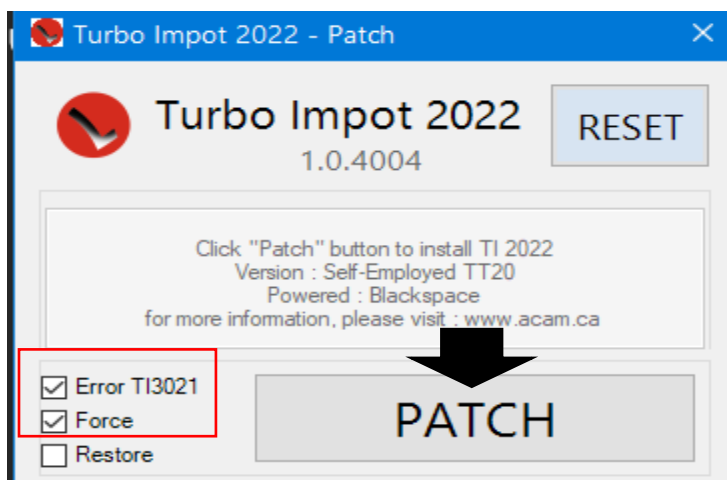 Turbo Impot 2022 - Patch
Turbo Impot 2022
RESET
1.0.4004
Click "Patch" button to install TI 2022
Version : Self-Employed TT20
Powered : Blackspace
for more information, please visit : www.acam.ca
Error TI3021
Force
Restore
PATCH